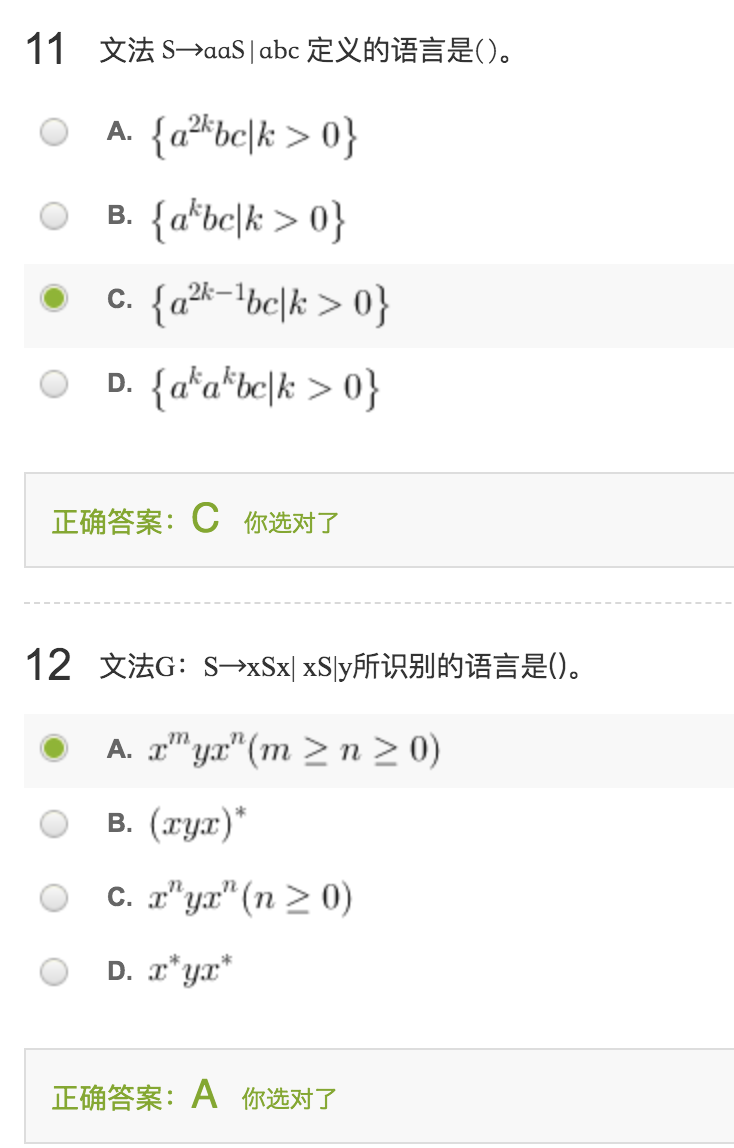 11 文法 S→aaS|abc 定义的语言是()。
A. {a^{2k}bc|k > 0}
B. {a^{k}bc|k > 0}
C. {a^{2k-1}bc|k > 0}
D. {a^{k}a^{k}bc|k > 0}
正确答案：C 你选对了
12 文法G：S→xSx| xS|y所识别的语言是()。
A. x^{m}yx^{n}(m ≥ n ≥ 0)
B. (xyx)^{*}
C. x^{n}yx^{n}(n ≥ 0)
D. x^{*}yx^{*}
正确答案：A 你选对了